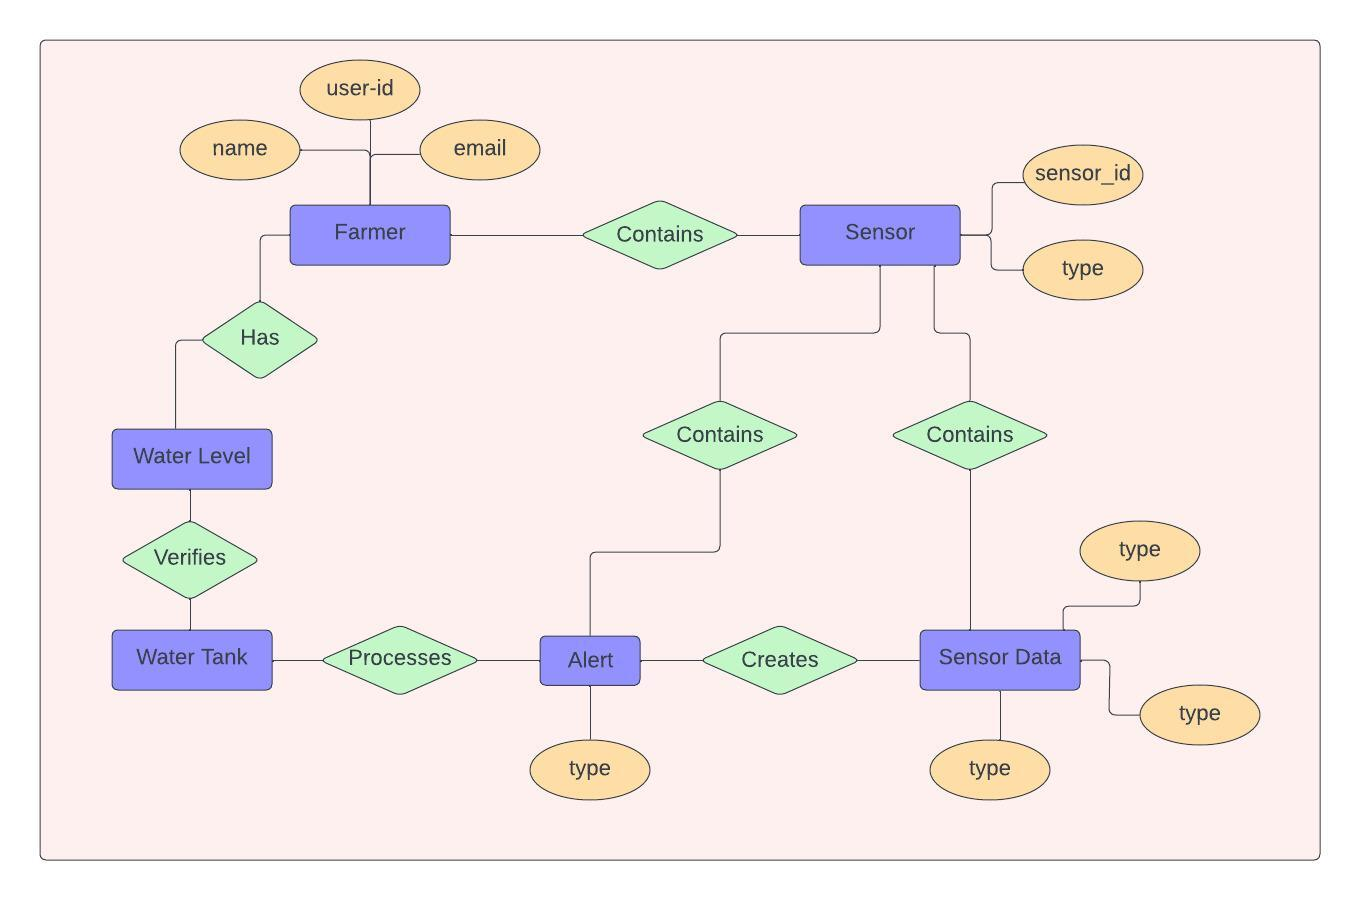 user-id
name
email
sensor_id
Farmer
Contains
Sensor
type
Has
Water Level
Contains
Contains
Verifies
type
Water Tank
Processes
Alert
Creates
Sensor Data
type
type
type